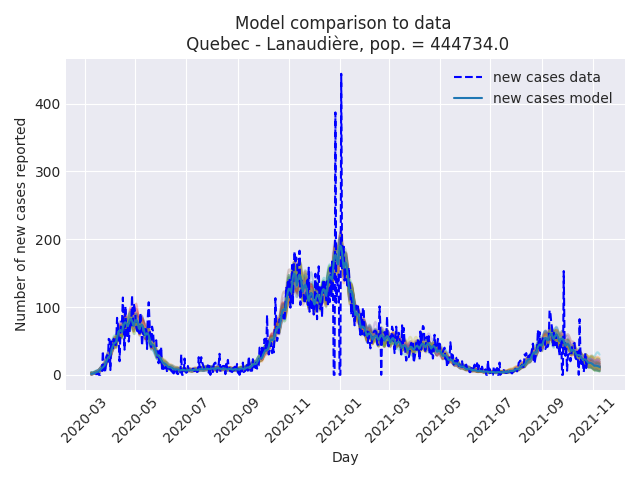 Model comparison to data
Quebec - Lanaudière, pop. = 444734.0
new cases data
new cases model
Number of new cases reported
400
300
200
100
0
2020-03
2020-05
2020-07
2020-09
2020-11
2021-01
2021-03
2021-05
2021-07
2021-09
2021-11
Day